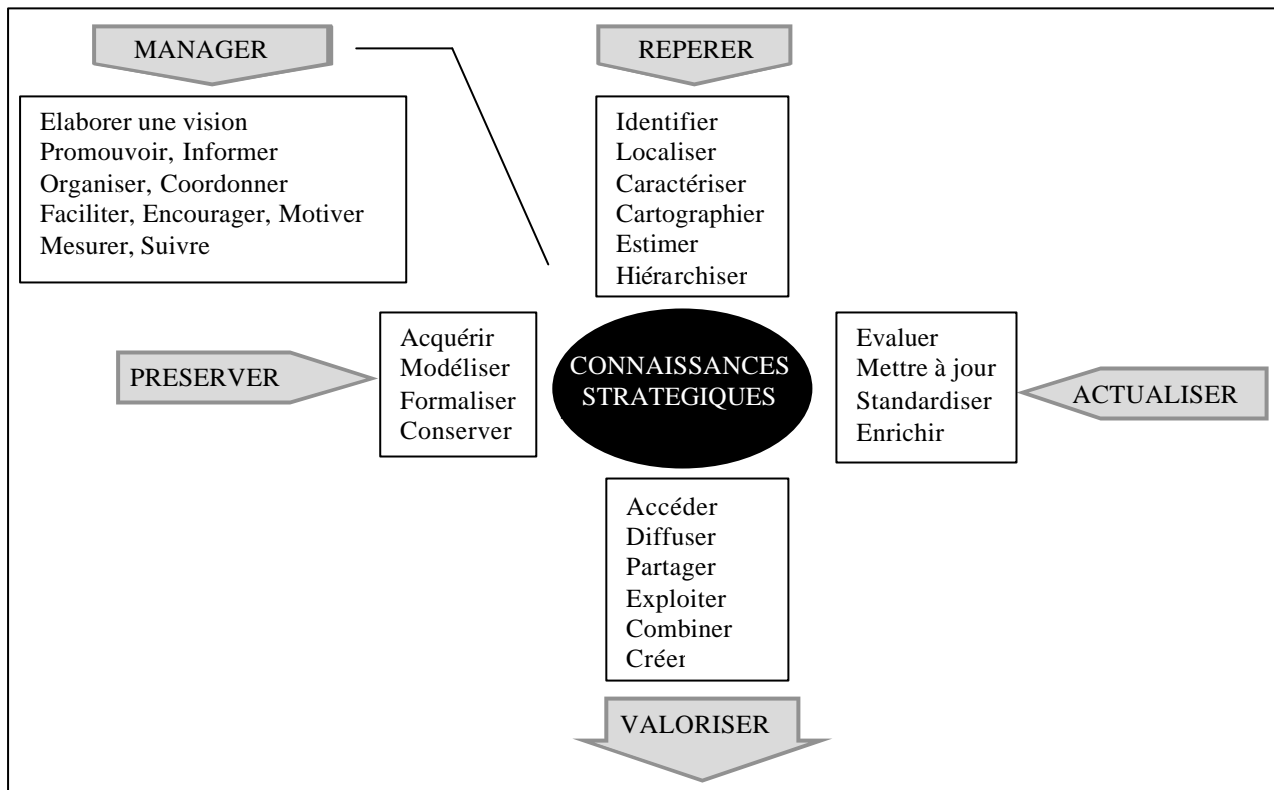 MANAGER
Elaborer une vision
Promouvoir, Informer
Organiser, Coordonner
Faciliter, Encourager, Motiver
Mesurer, Suivre
REPERER
Identifier
Localiser
Caractériser
Cartographier
Estimer
Hiérarchiser
PRESERVER
Acquérir
Modéliser
Formaliser
Conserver
CONNAISSANCES
STRATEGIQUES
Evaluer
Mettre à jour
Standardiser
Enrichir
ACTUALISER
Accéder
Diffuser
Partager
Exploiter
Combiner
Créer
VALORISER